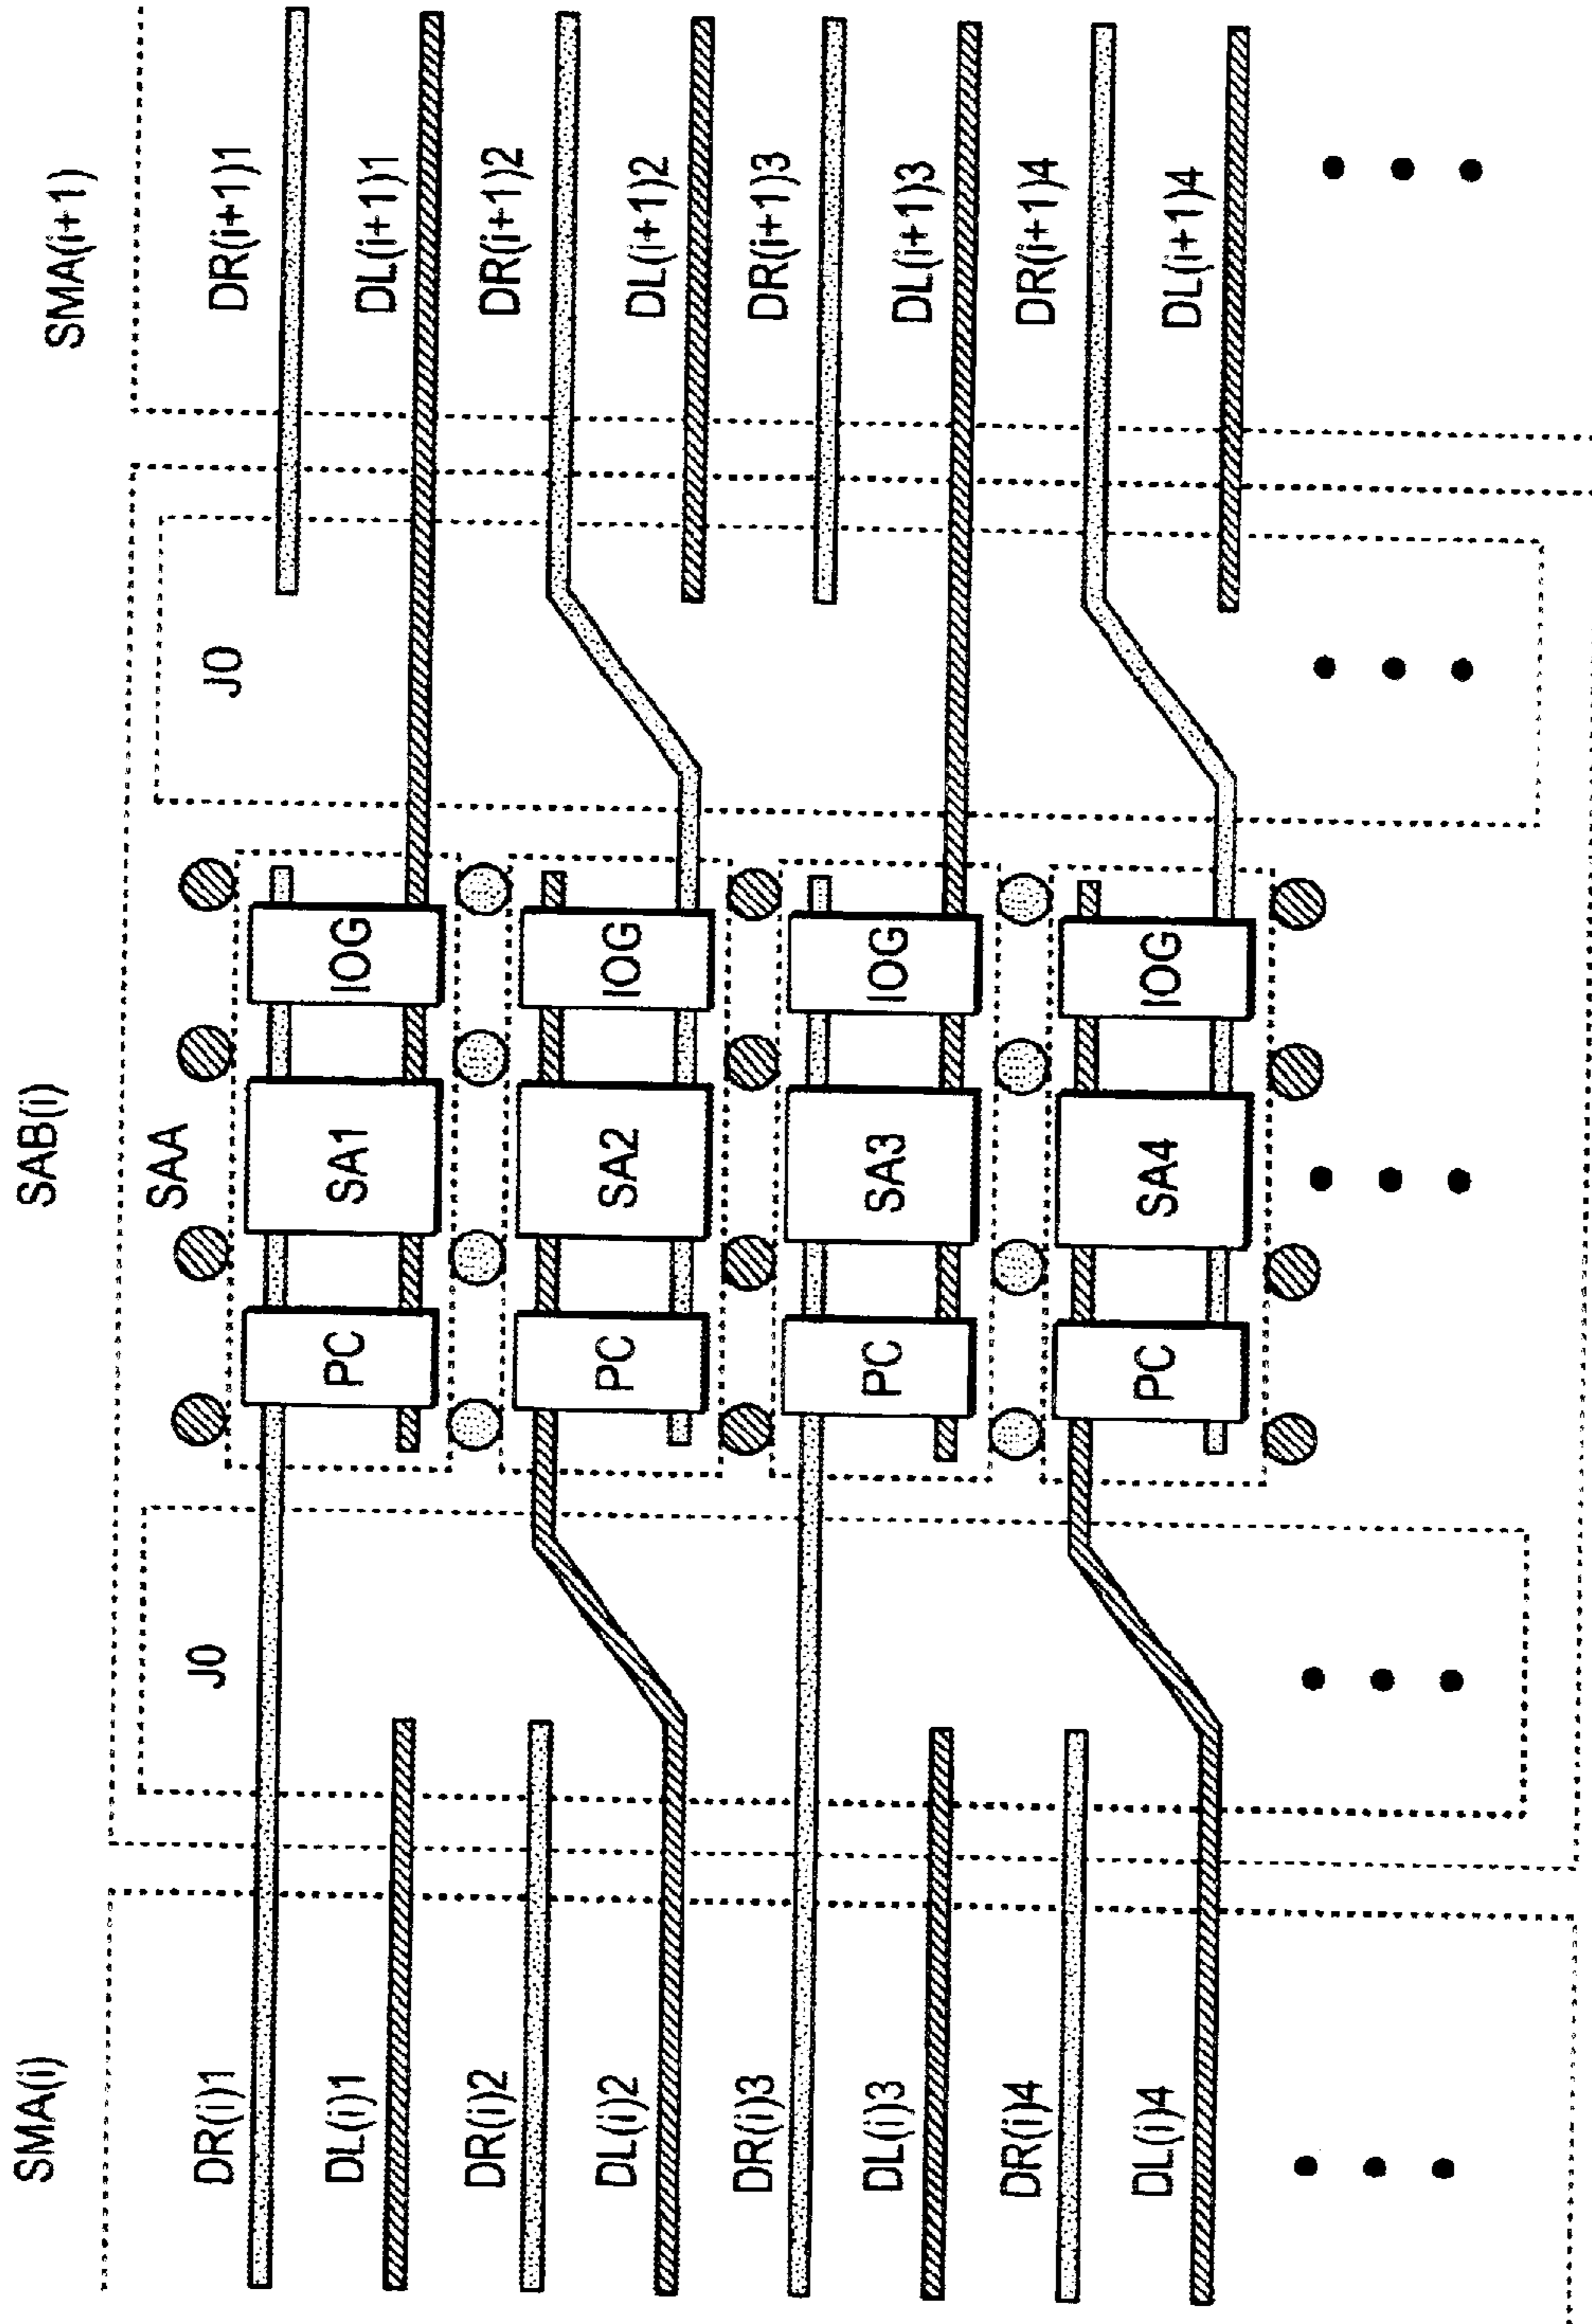 SMA(i)
SAB(i)
SMA(i+1)
DR(i)1
DL(i)1
DR(i)2
DL(i)2
DR(i)3
DL(i)3
DR(i)4
DL(i)4
J0
SAA
PC
SA1
IOG
PC
SA2
IOG
PC
SA3
IOG
PC
SA4
IOG
J0
DR(i+1)1
DL(i+1)1
DR(i+1)2
DL(i+1)2
DR(i+1)3
DL(i+1)3
DR(i+1)4
DL(i+1)4